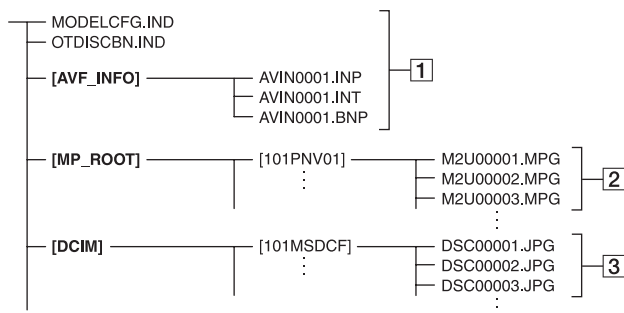 MODELCFG.IND
OTDISCBN.IND
[AVF_INFO] AVIN0001.INP
AVIN0001.INT
AVIN0001.BNP
1
[MP_ROOT] [101PNV01] M2U00001.MPG
M2U00002.MPG
M2U00003.MPG
2
[DCIM] [101MSDCF] DSC00001.JPG
DSC00002.JPG
DSC00003.JPG
3